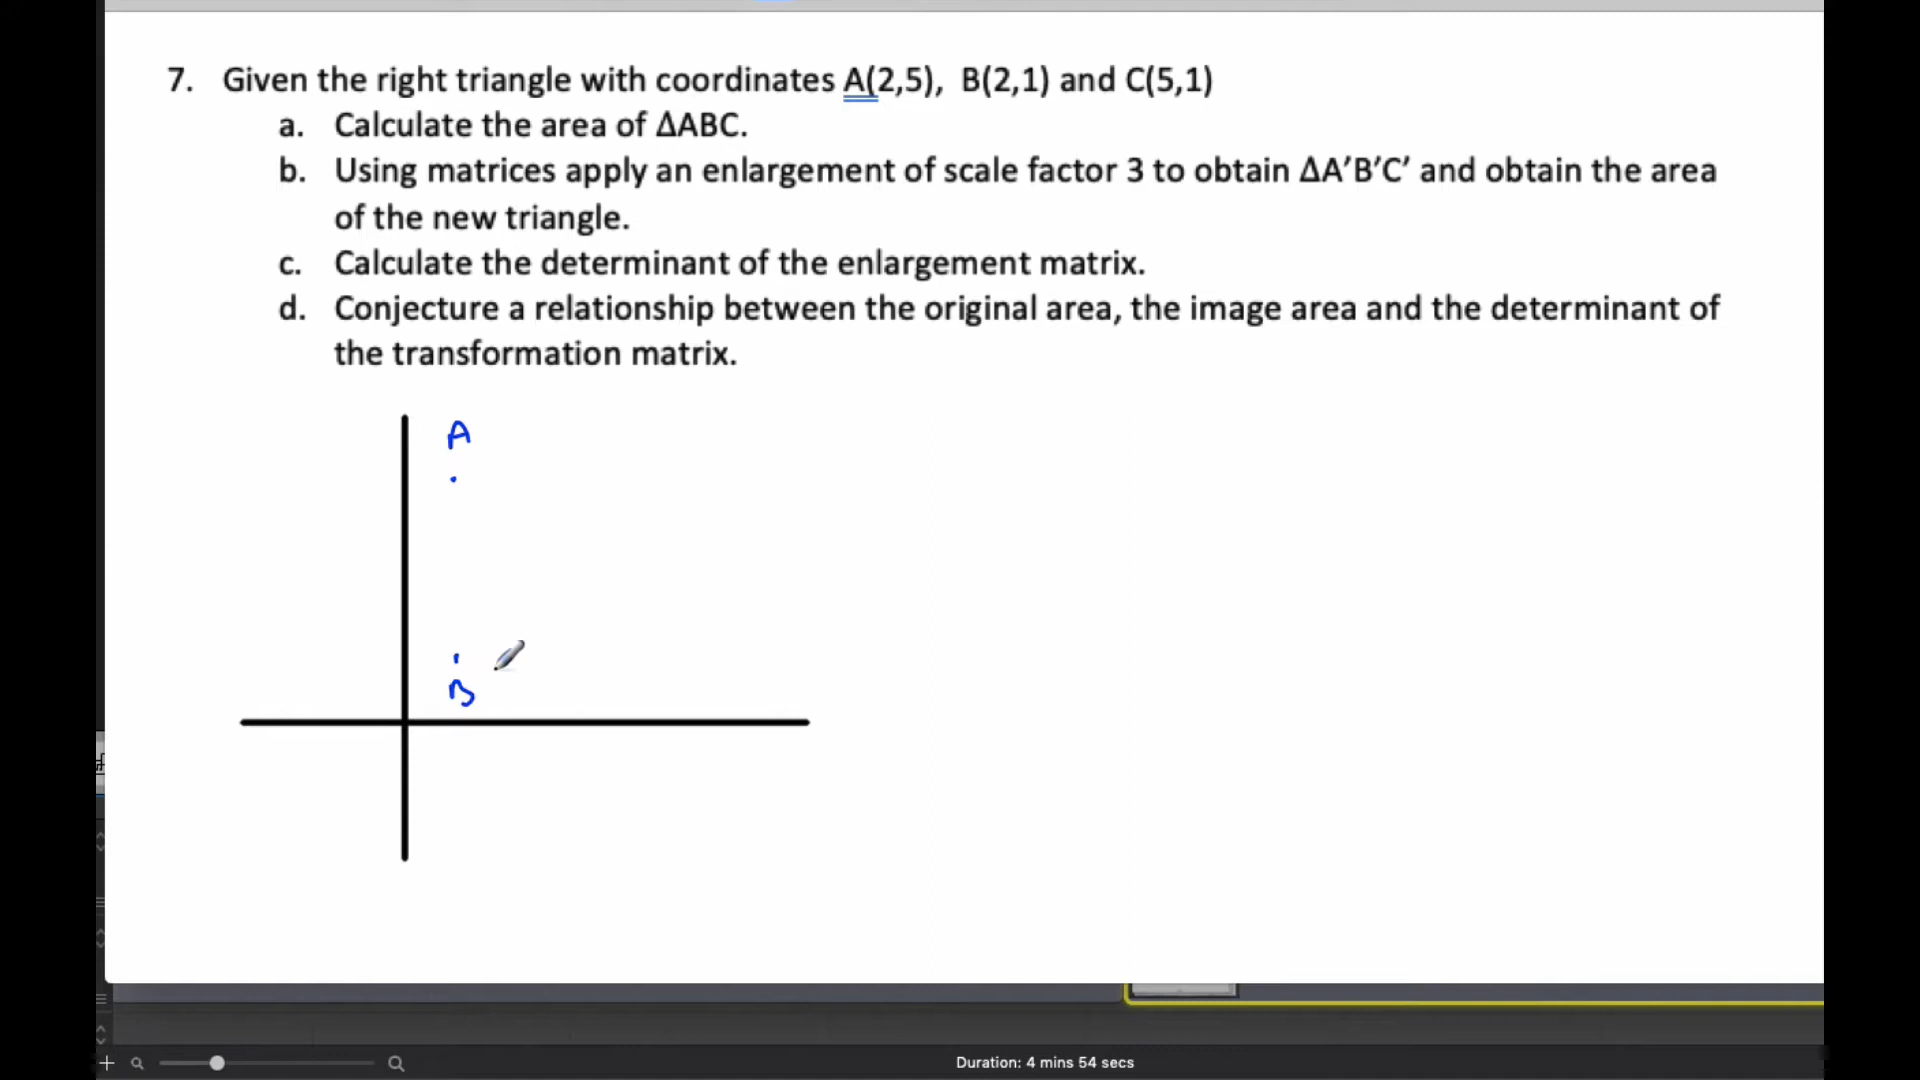 7. Given the right triangle with coordinates A(2,5), B(2,1) and C(5,1)
a. Calculate the area of ΔABC.
b. Using matrices apply an enlargement of scale factor 3 to obtain ΔA′B′C′ and obtain the area
of the new triangle.
c. Calculate the determinant of the enlargement matrix.
d. Conjecture a relationship between the original area, the image area and the determinant of
the transformation matrix.
A
B
Duration: 4 mins 54 secs